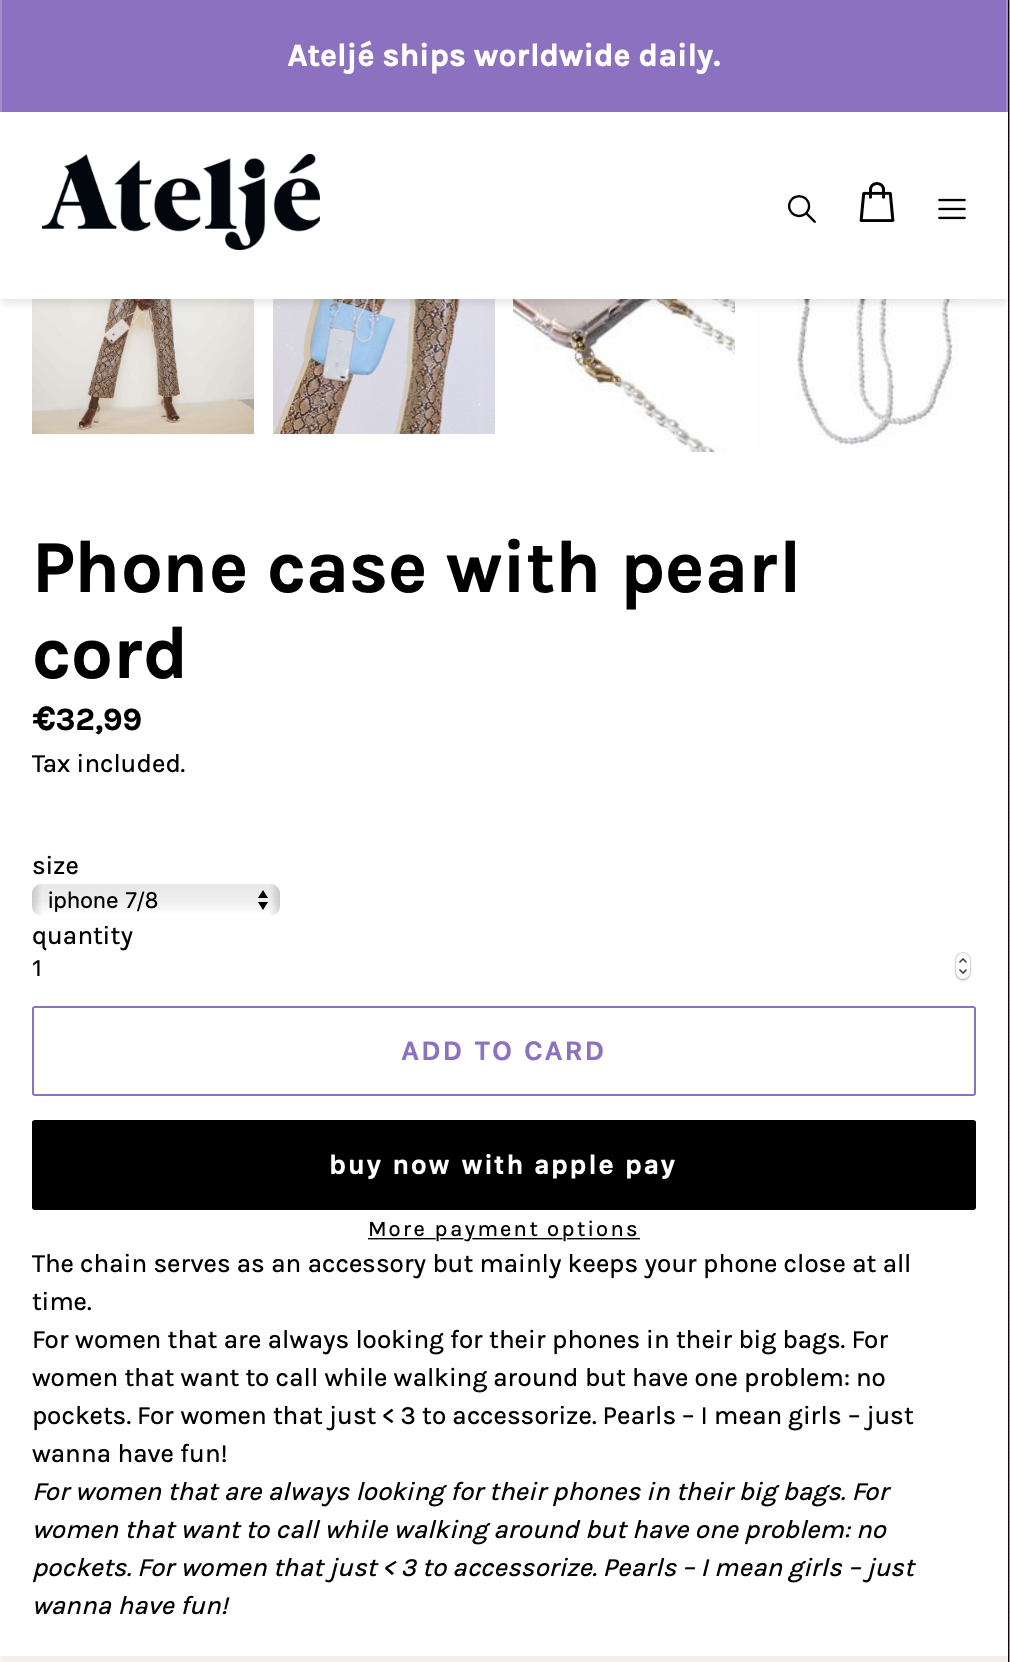 Ateljé ships worldwide daily.
Ateljé
Phone case with pearl
cord
€32,99
Tax included.
size
iphone 7/8
quantity
1
ADD TO CARD
buy now with apple pay
More payment options
The chain serves as an accessory but mainly keeps your phone close at all
time.
For women that are always looking for their phones in their big bags. For
women that want to call while walking around but have one problem: no
pockets. For women that just < 3 to accessorize. Pearls – I mean girls – just
wanna have fun!
For women that are always looking for their phones in their big bags. For
women that want to call while walking around but have one problem: no
pockets. For women that just < 3 to accessorize. Pearls – I mean girls – just
wanna have fun!